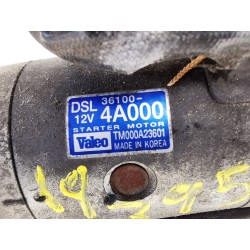 DSL 36100-
12V 4A000
STARTER MOTOR
Valeo TM000A23601
MADE IN KOREA